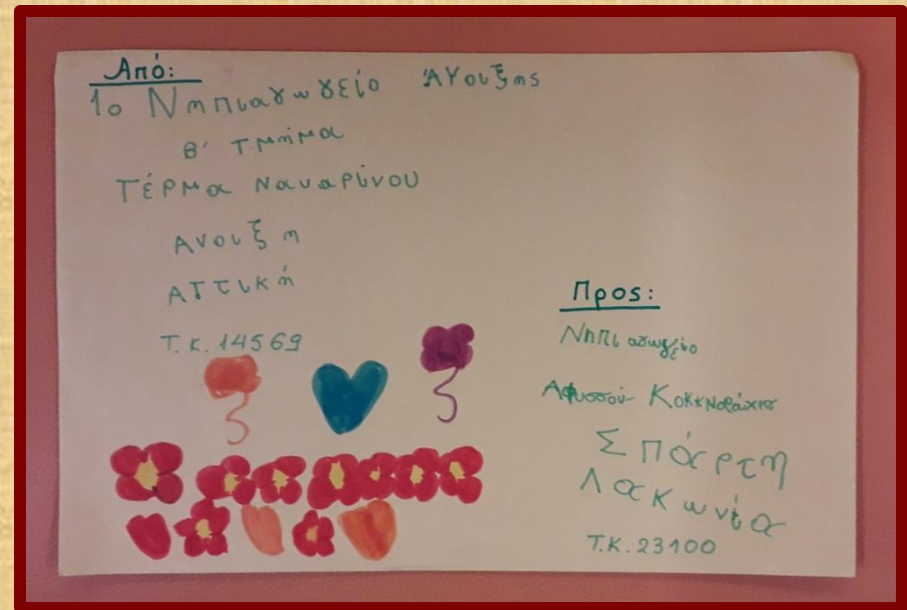 Από:
1ο Νηπιαγωγείο Άνοιξης
Β' Τμήμα
Τέρμα Ναυαρίνου
Ανοιξη
Αττική
Τ.Κ. 14569
Προς:
Νηπιαγωγείο
Αφυσσού- Κοκκινοράχης
Σπάρτη
Λακωνία
Τ.Κ. 23100